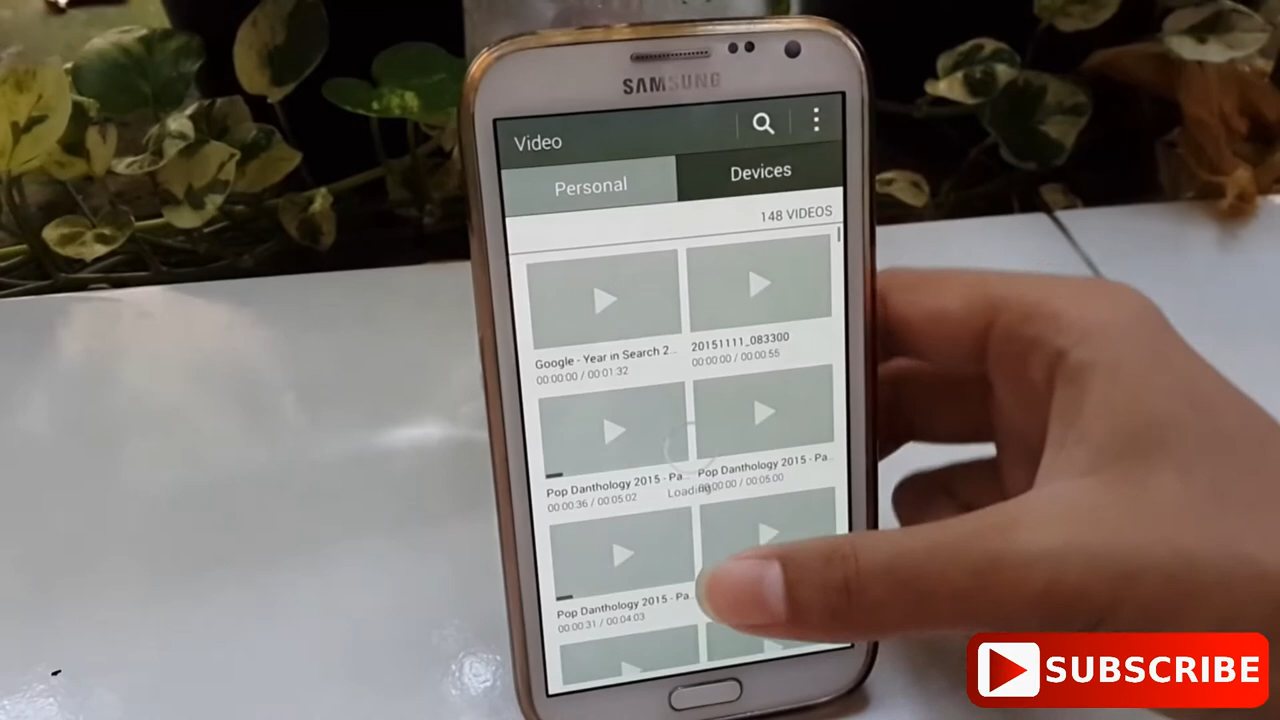 SAMSUNG
Video
Personal
Devices
148 VIDEOS
Google - Year in Search 2...
00:00:00 / 00:01:32
20151111_083300
00:00:00 / 00:00:55
Pop Danthology 2015 - Pa...
00:00:36 / 00:05:02
Pop Danthology 2015 - Pa...
00:00:00 / 00:05:00
Loading...
Pop Danthology 2015 - Pa...
00:00:31 / 00:04:03
SUBSCRIBE